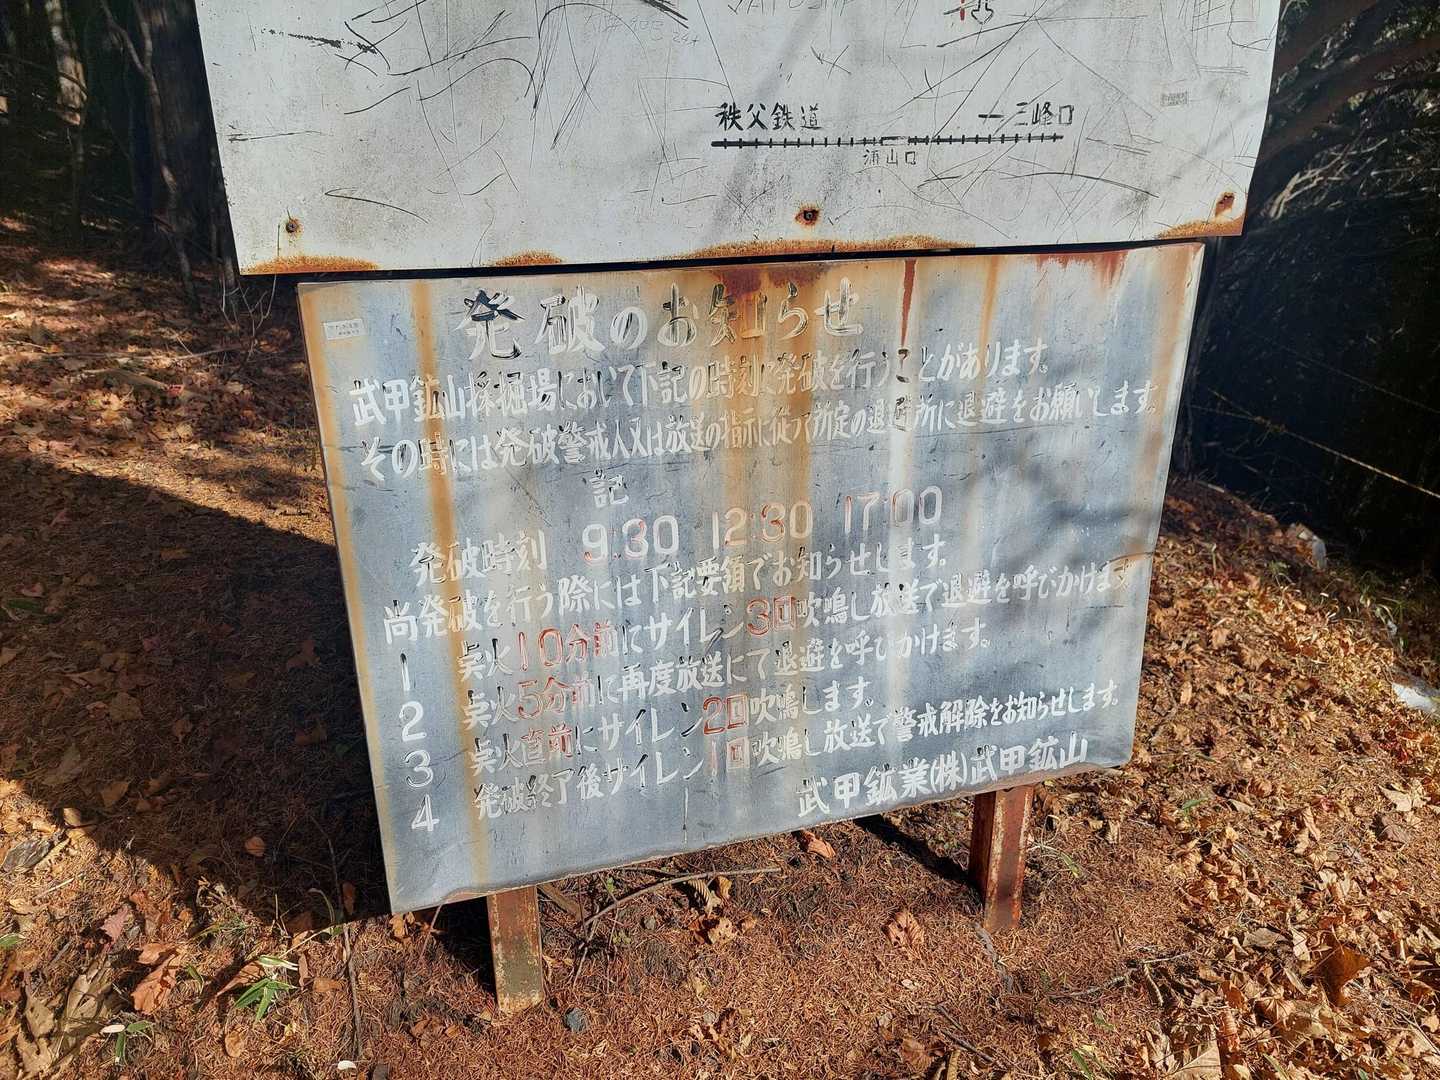 秩父鉄道
一三峰口
浦山口
発破のお知らせ
武甲鉱山採掘場において下記の時刻に発破を行うことがあります。
その時には発破警戒人又は放送の指示に従って所定の退避所に退避をお願いします。
記
発破時刻 9:30 12:30 17:00
尚発破を行う際には下記要領でお知らせします。
1 点火10分前にサイレン3回吹鳴し放送で退避を呼びかけます
2 点火5分前に再度放送にて退避を呼びかけます。
3 点火直前にサイレン2回吹鳴します。
4 発破終了後サイレン1回吹鳴し放送で警戒解除をお知らせします。
武甲鉱業(株)武甲鉱山